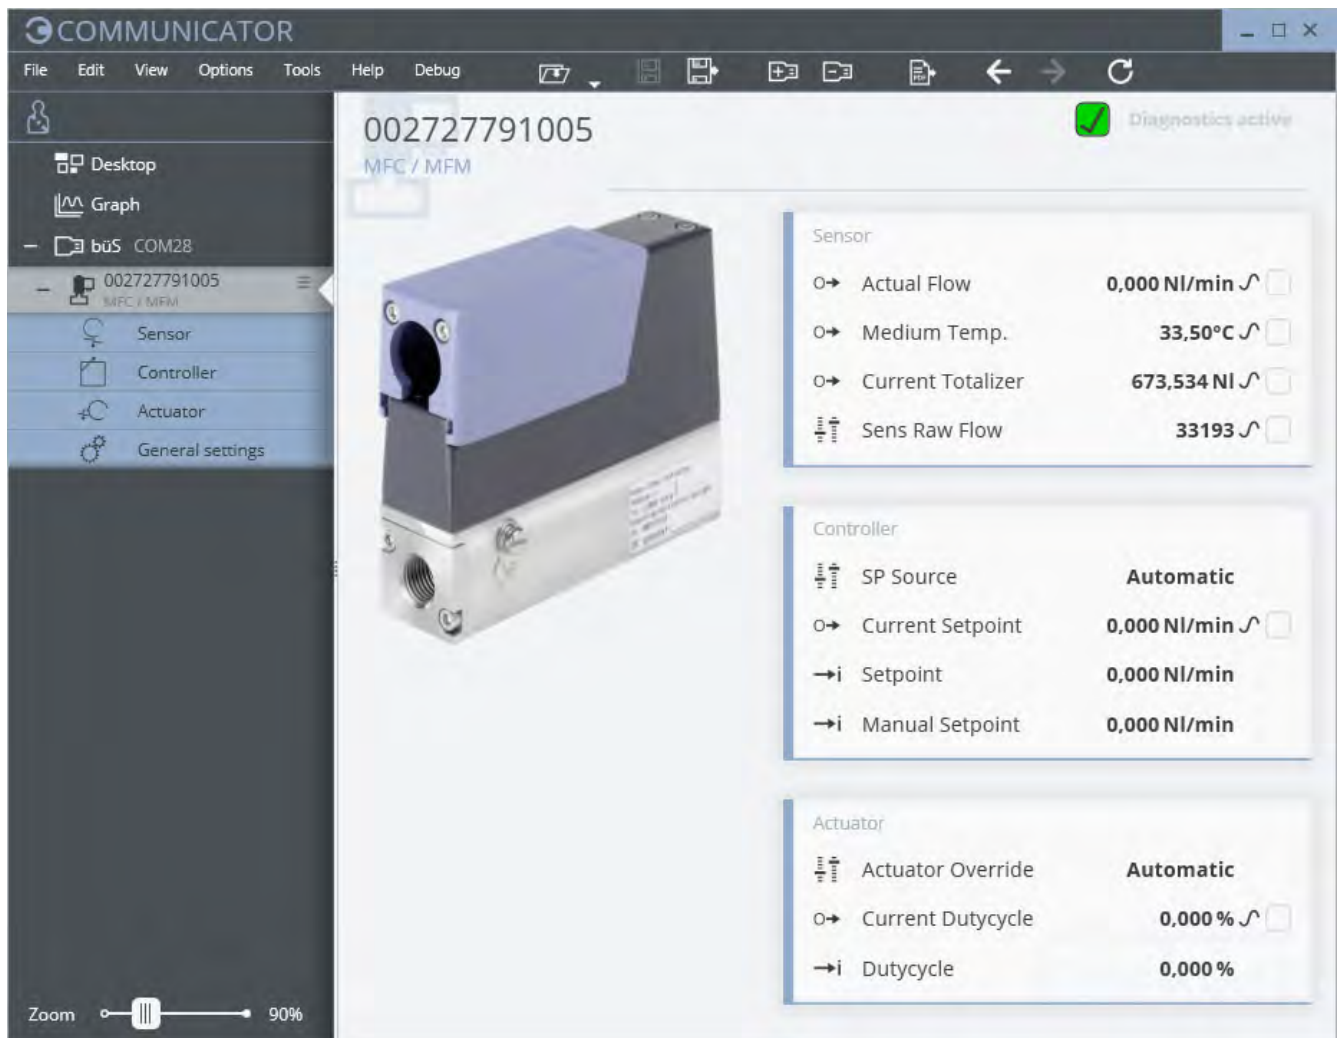 COMMUNICATOR
File Edit View Options Tools Help Debug
Desktop
Graph
büS COM28
002727791005
MFC / MFM
Sensor
Controller
Actuator
General settings
Zoom 90%
002727791005
MFC / MFM
Diagnostics active
Sensor
Actual Flow 0,000 Nl/min
Medium Temp. 33,50°C
Current Totalizer 673,534 Nl
Sens Raw Flow 33193
Controller
SP Source Automatic
Current Setpoint 0,000 Nl/min
Setpoint 0,000 Nl/min
Manual Setpoint 0,000 Nl/min
Actuator
Actuator Override Automatic
Current Dutycycle 0,000 %
Dutycycle 0,000 %